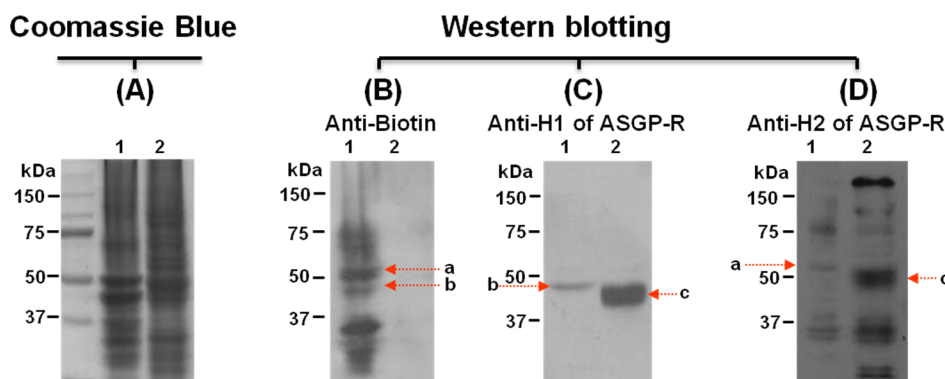 Coomassie Blue
Western blotting
(A)
(B)
(C)
(D)
Anti-Biotin
Anti-H1 of ASGP-R
Anti-H2 of ASGP-R
1 2
1 2
1 2
1 2
kDa
150
75
50
37
kDa
150
75
50
37
a
b
kDa
150
75
50
37
b
c
kDa
150
75
50
37
a